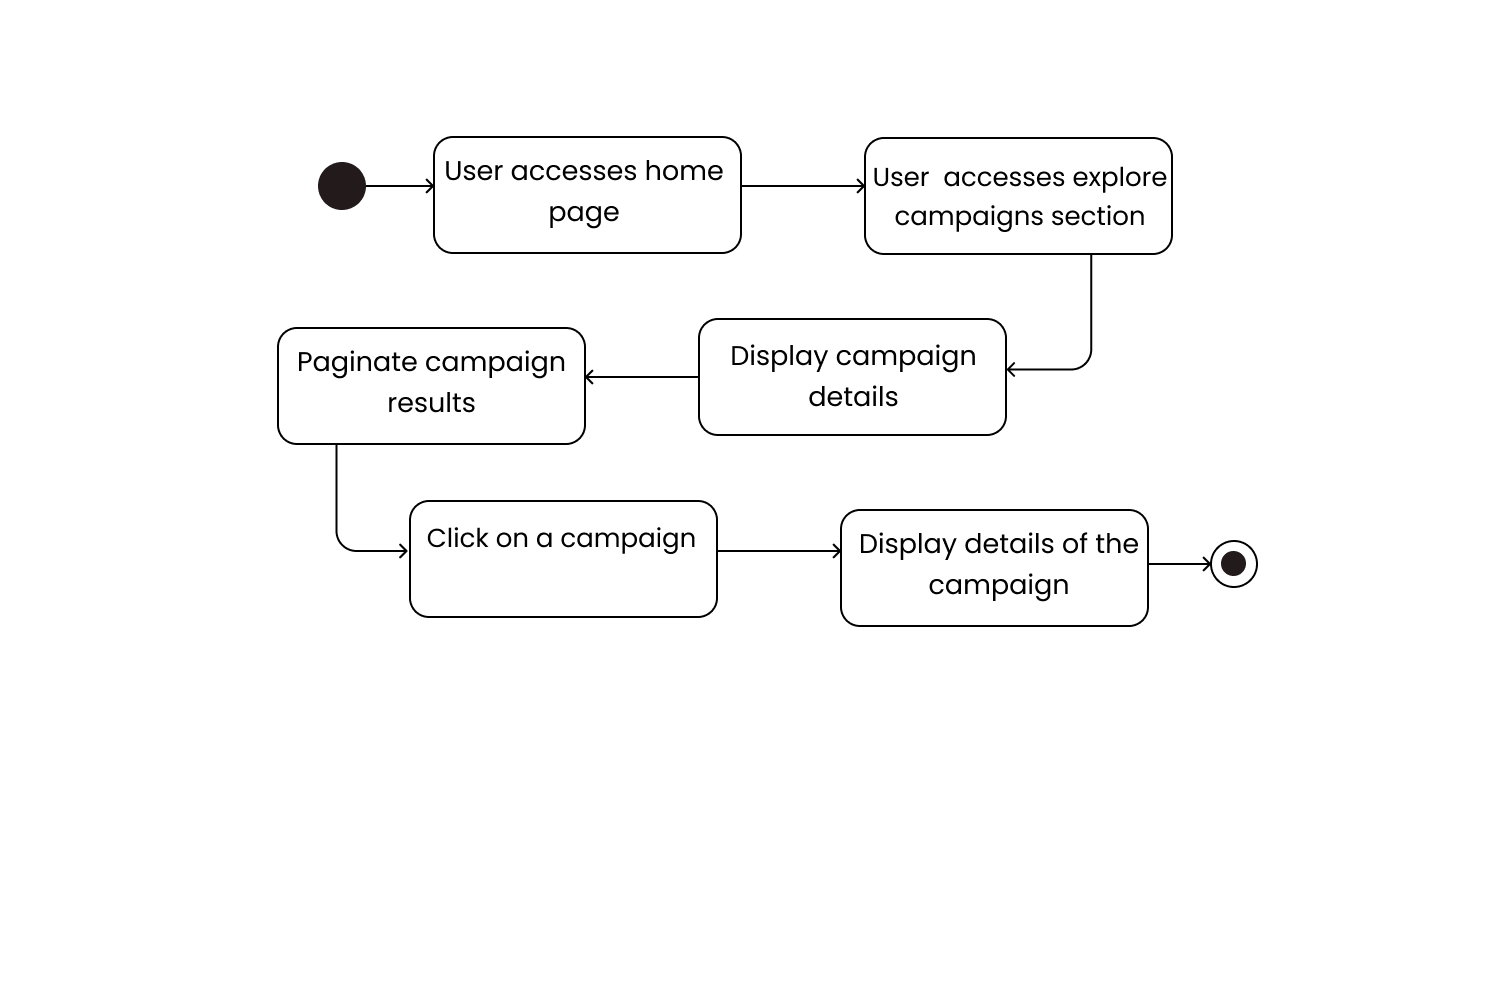 User accesses home
page
User  accesses explore
campaigns section
Display campaign
details
Paginate campaign
results
Click on a campaign
Display details of the
campaign